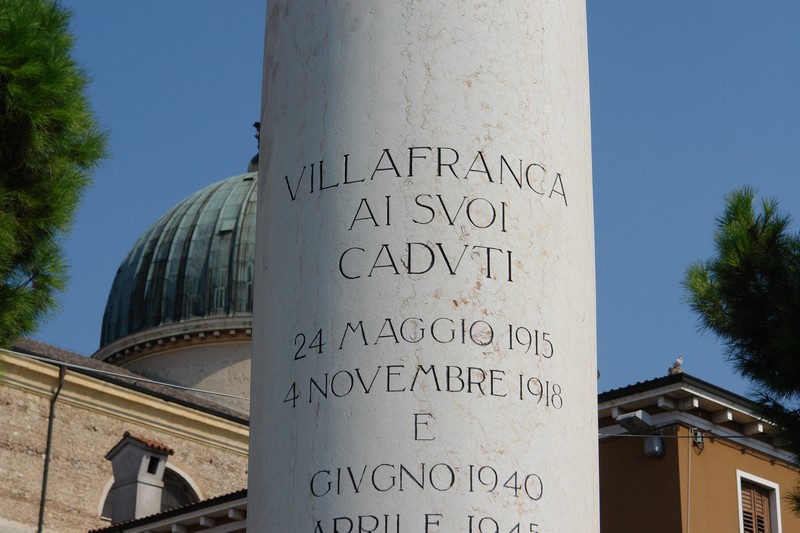 VILLAFRANCA
AI SVOI
CADVTI
24 MAGGIO 1915
4 NOVEMBRE 1918
E
GIVGNO 1940
APRILE 1945